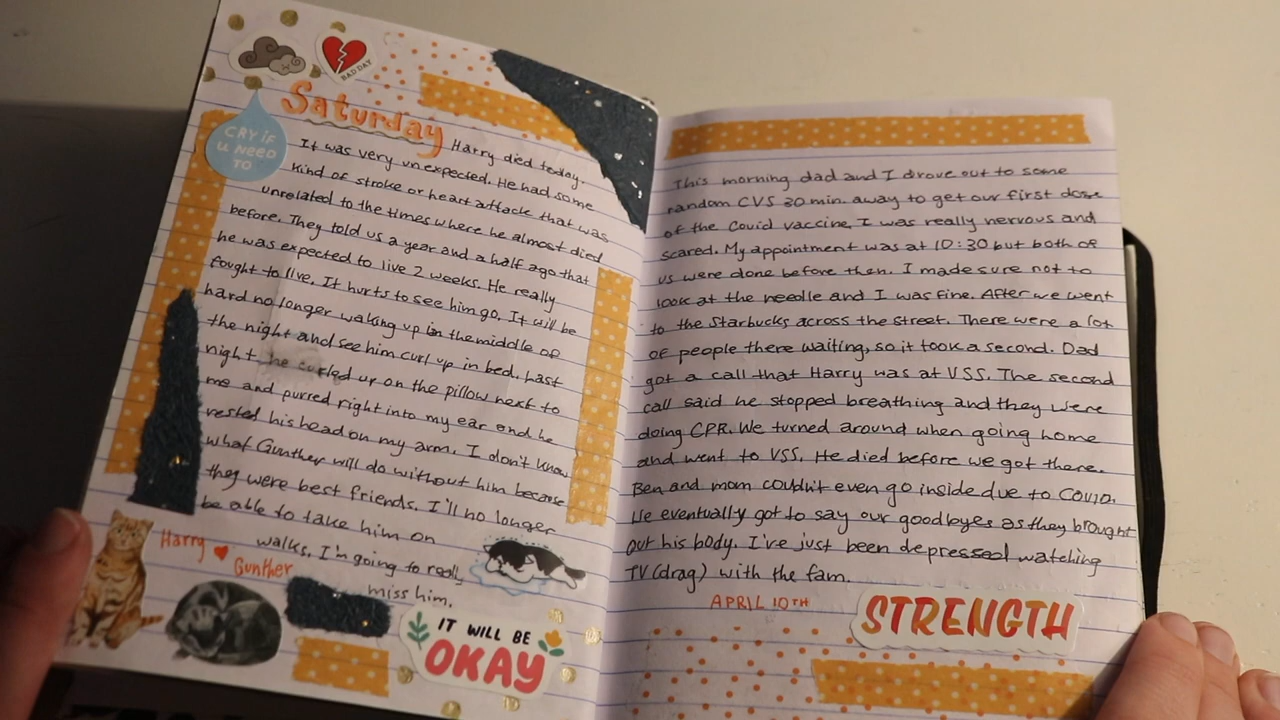 BAD DAY
Saturday
CRY IF
U NEED
TO
Harry died today.
It was very unexpected. He had some
kind of stroke or heart attack that was
unrelated to the times where he almost died
before. They told us a year and a half ago that
he was expected to live 2 weeks. He really
fought to live. It hurts to see him go. It will be
hard no longer waking up in the middle of
the night and see him curl up in bed. Last
night he curled up on the pillow next to
me and purred right into my ear and he
rested his head on my arm. I don't know
what Gunther will do without him because
they were best friends. I'll no longer
be able to take him on
walks. I'm going to really
miss him.
Harry ♥
Gunther
IT WILL BE
OKAY
This morning dad and I drove out to some
random CVS 30 min. away to get our first dose
of the Covid vaccine. I was really nervous and
scared. My appointment was at 10:30 but both of
us were done before then. I made sure not to
look at the needle and I was fine. After we went
to the Starbucks across the street. There were a lot
of people there waiting, so it took a second. Dad
got a call that Harry was at VSS. The second
call said he stopped breathing and they were
doing CPR. We turned around when going home
and went to VSS. He died before we got there.
Ben and mom couldn't even go inside due to COVID.
We eventually got to say our goodbyes as they brought
out his body. I've just been depressed watching
TV (drag) with the fam.
APRIL 10TH
STRENGTH